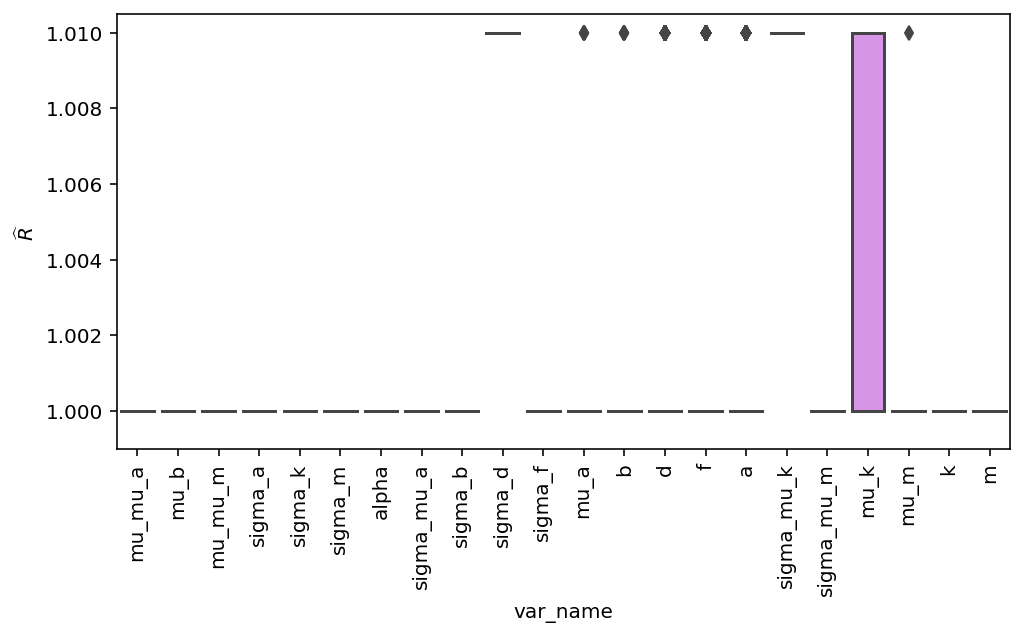 1.010
1.008
1.006
1.004
1.002
1.000
R̂
mu_mu_a
mu_b
mu_mu_m
sigma_a
sigma_k
sigma_m
alpha
sigma_mu_a
sigma_b
sigma_d
sigma_f
mu_a
b
d
f
a
sigma_mu_k
sigma_mu_m
mu_k
mu_m
k
m
var_name